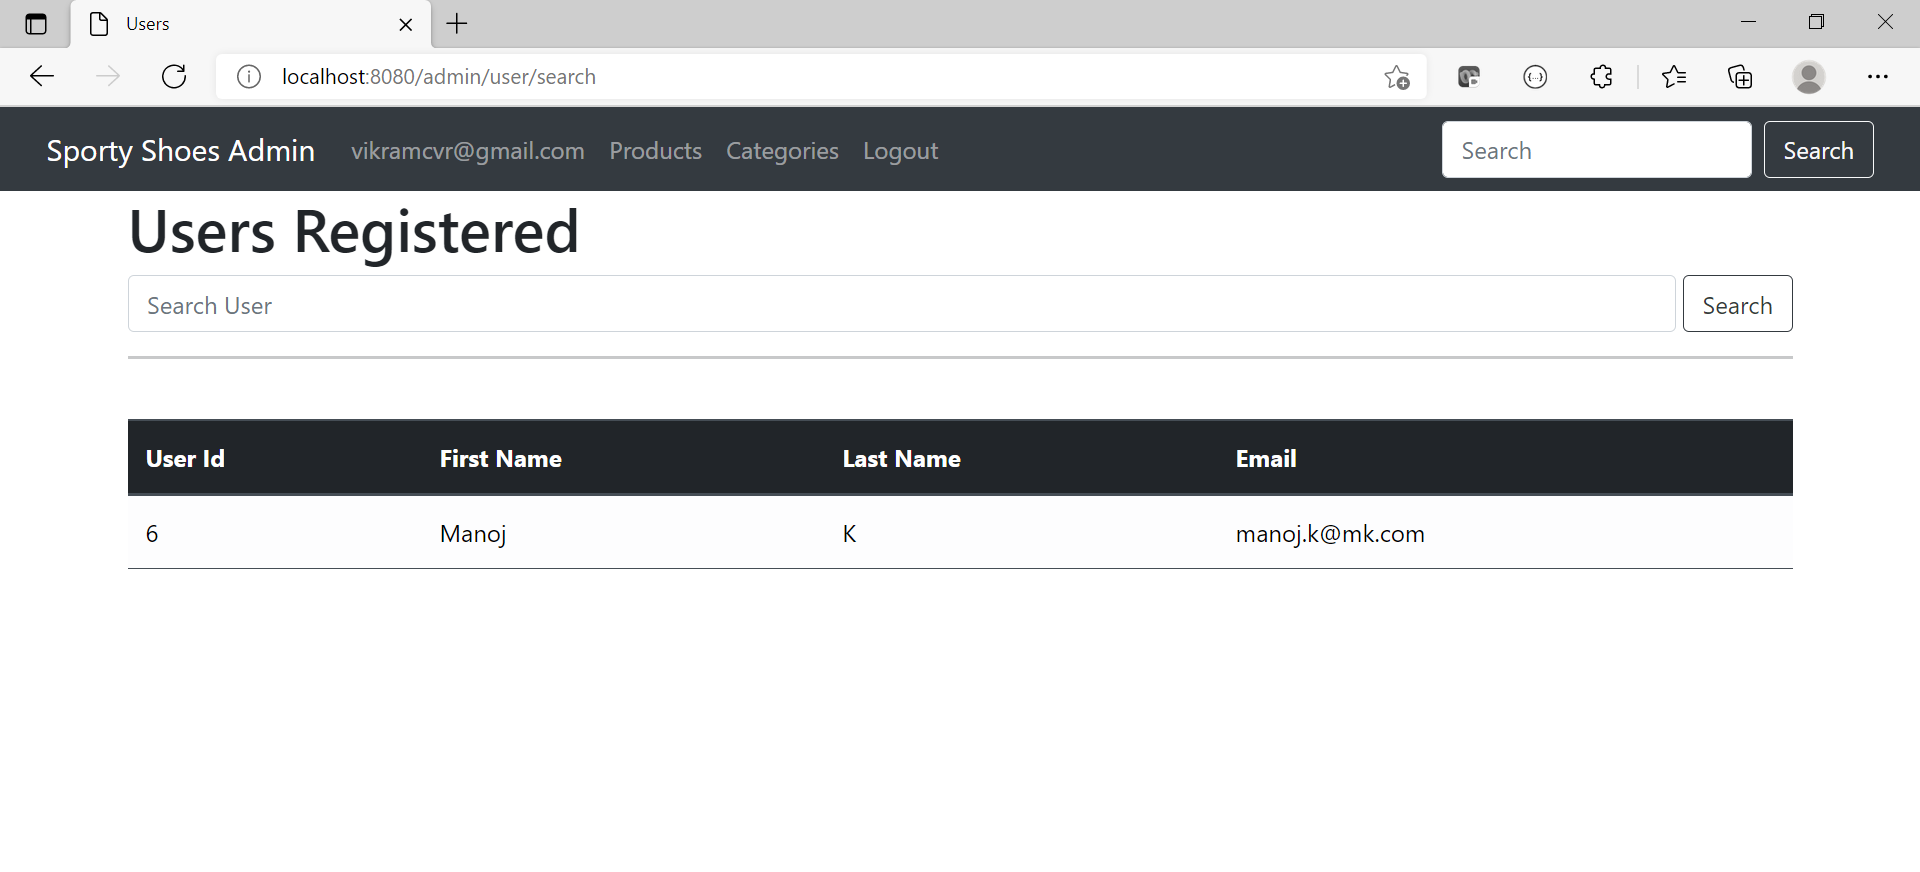 Users
localhost:8080/admin/user/search
Sporty Shoes Admin vikramcvr@gmail.com Products Categories Logout Search Search
Users Registered
Search User Search
User Id First Name Last Name Email
6 Manoj K manoj.k@mk.com